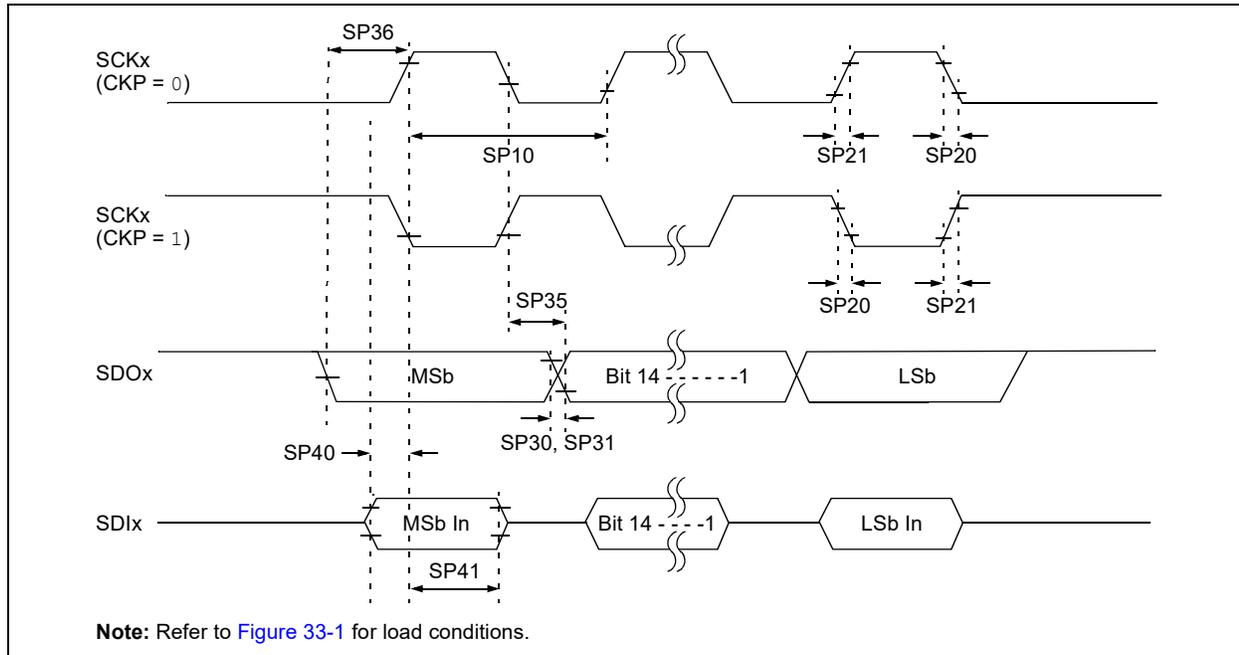 SP36
SCKx
(CKP = 0)
SP10
SP21
SP20
SCKx
(CKP = 1)
SP35
SP20
SP21
SDOx
MSb
Bit 14 - - - - - - -1
LSb
SP30, SP31
SP40
SDIx
MSb In
Bit 14 - - - - -1
LSb In
SP41
Note: Refer to Figure 33-1 for load conditions.